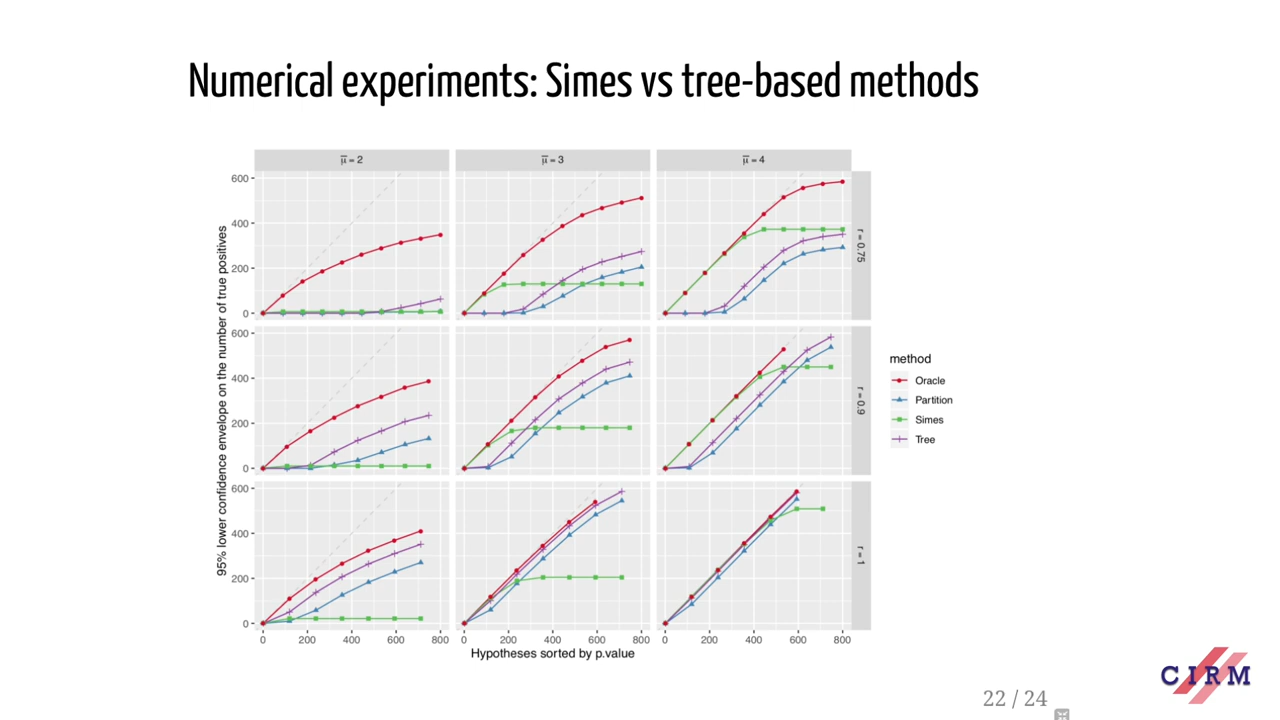 Numerical experiments: Simes vs tree-based methods
μ̅ = 2
μ̅ = 3
μ̅ = 4
95% lower confidence envelope on the number of true positives
600
400
200
0
r = 0.75
600
400
200
0
r = 0.9
600
400
200
0
r = 1
0 200 400 600 800
0 200 400 600 800
0 200 400 600 800
Hypotheses sorted by p.value
method
Oracle
Partition
Simes
Tree
22 / 24
CIRM